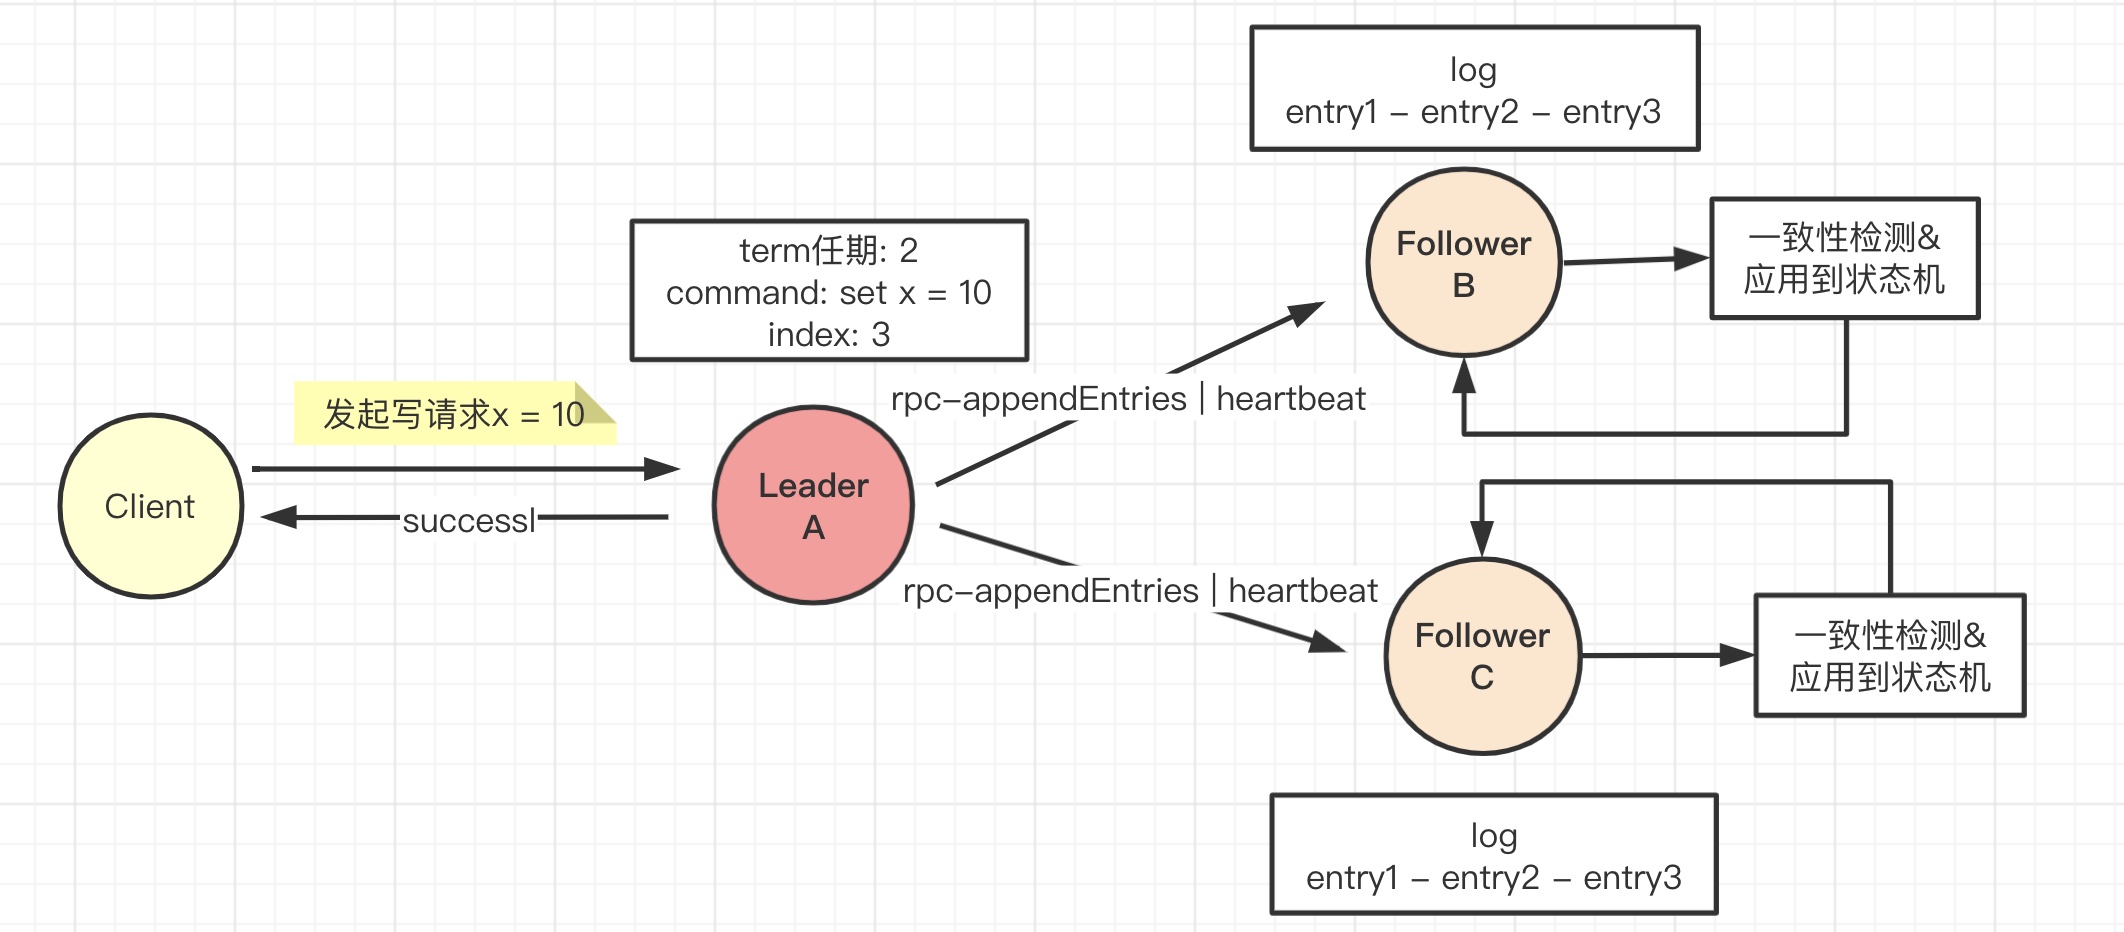 log
entry1 – entry2 – entry3
Follower
B
一致性检测&
应用到状态机
term任期: 2
command: set x = 10
index: 3
rpc–appendEntries | heartbeat
发起写请求x = 10
Client
successl
Leader
A
rpc–appendEntries | heartbeat
Follower
C
一致性检测&
应用到状态机
log
entry1 – entry2 – entry3